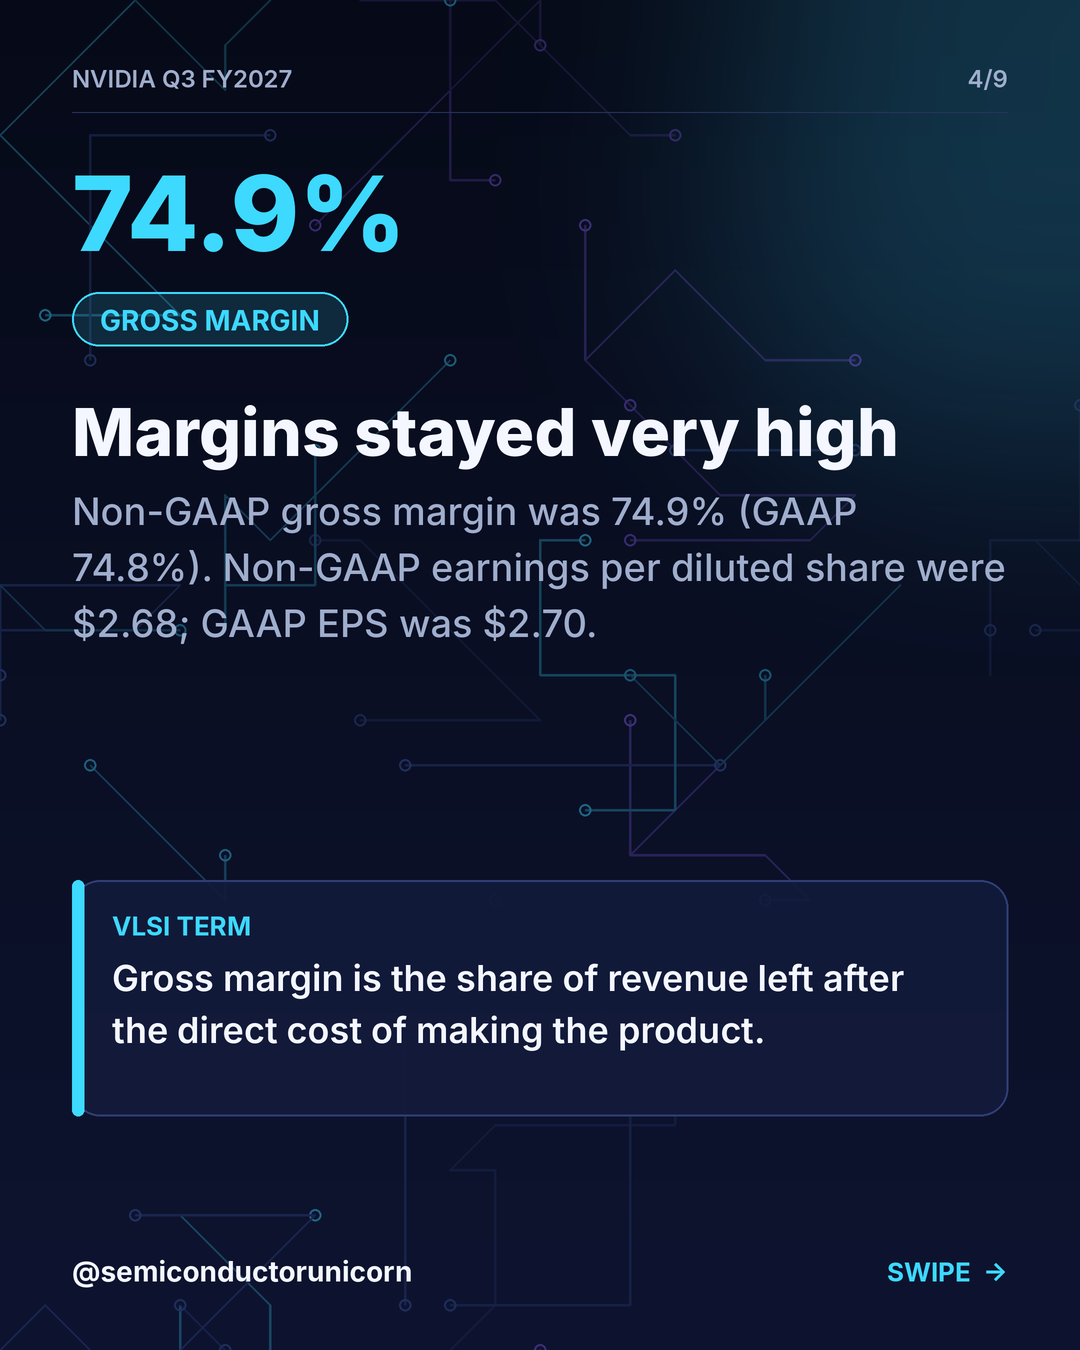 NVIDIA Q3 FY2027
4/9
74.9%
GROSS MARGIN
Margins stayed very high
Non-GAAP gross margin was 74.9% (GAAP
74.8%). Non-GAAP earnings per diluted share were
$2.68; GAAP EPS was $2.70.
VLSI TERM
Gross margin is the share of revenue left after
the direct cost of making the product.
@semiconductorunicorn
SWIPE →